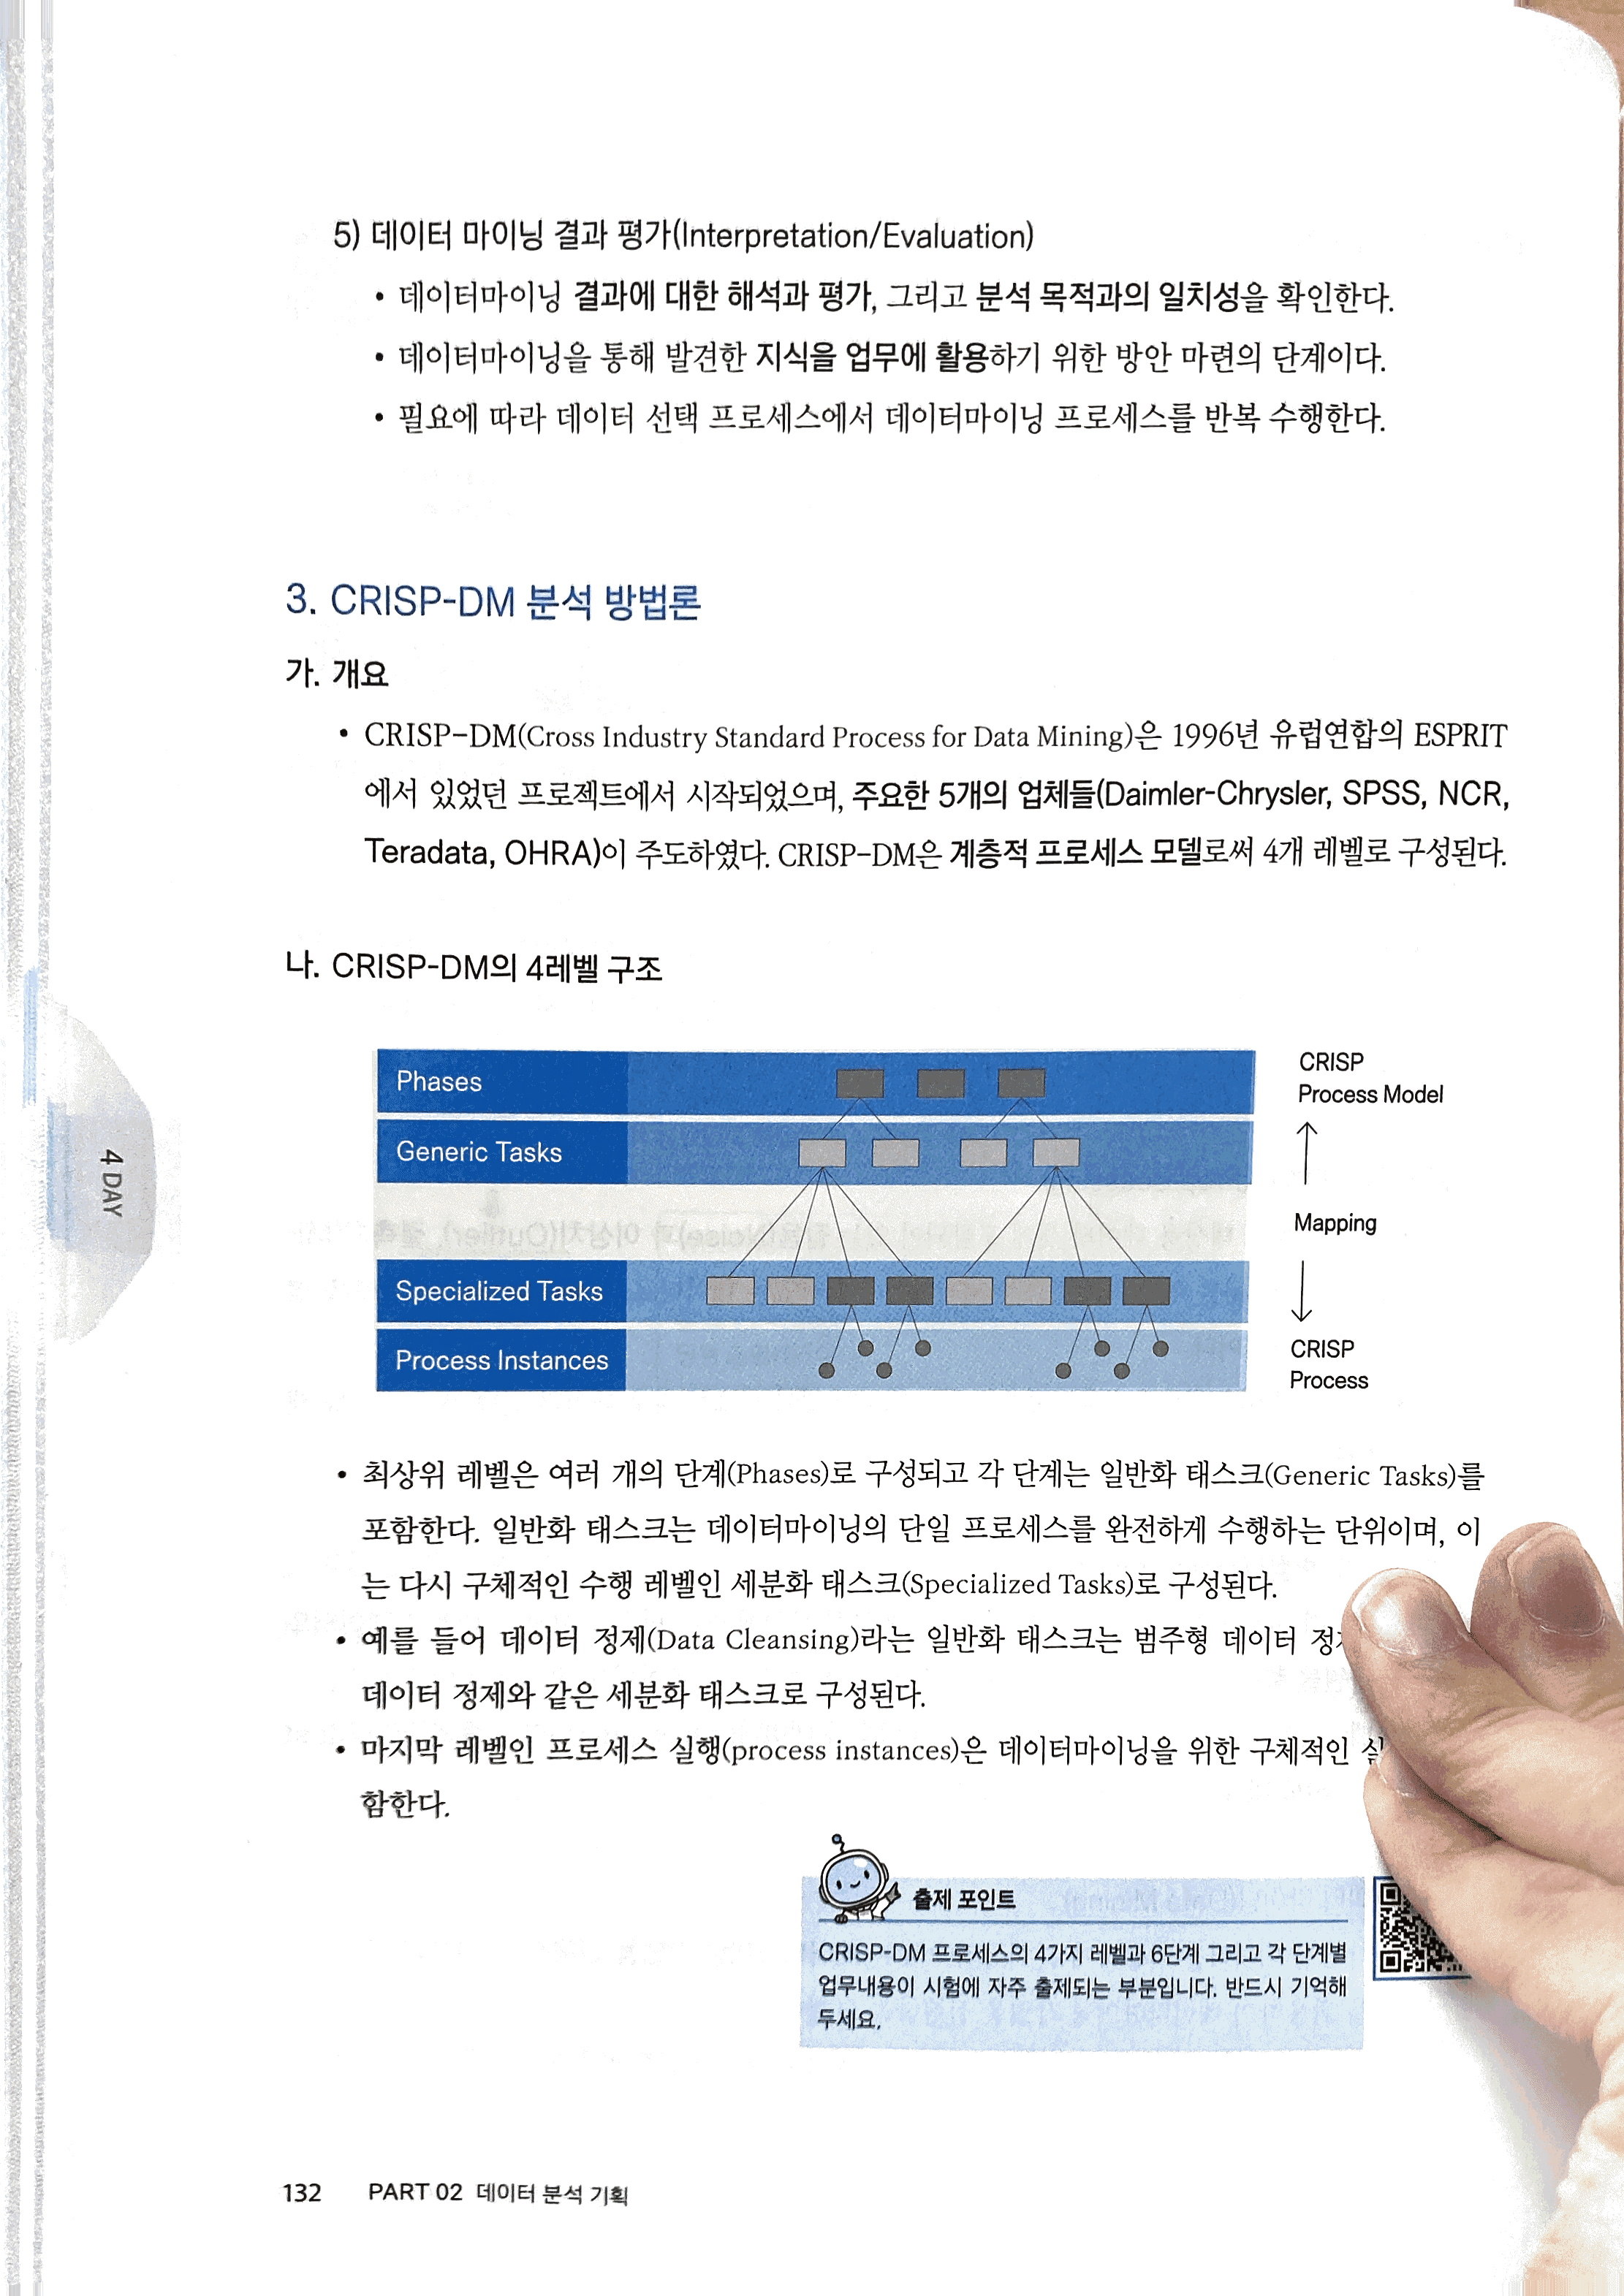 5) 데이터 마이닝 결과 평가(Interpretation/Evaluation)
• 데이터마이닝 결과에 대한 해석과 평가, 그리고 분석 목적과의 일치성을 확인한다.
• 데이터마이닝을 통해 발견한 지식을 업무에 활용하기 위한 방안 마련의 단계이다.
• 필요에 따라 데이터 선택 프로세스에서 데이터마이닝 프로세스를 반복 수행한다.
3. CRISP-DM 분석 방법론
가. 개요
• CRISP-DM(Cross Industry Standard Process for Data Mining)은 1996년 유럽연합의 ESPRIT
에서 있었던 프로젝트에서 시작되었으며, 주요한 5개의 업체들(Daimler-Chrysler, SPSS, NCR,
Teradata, OHRA)이 주도하였다. CRISP-DM은 계층적 프로세스 모델로써 4개 레벨로 구성된다.
나. CRISP-DM의 4레벨 구조
Phases
Generic Tasks
Specialized Tasks
Process Instances
CRISP
Process Model
Mapping
CRISP
Process
4 DAY
• 최상위 레벨은 여러 개의 단계(Phases)로 구성되고 각 단계는 일반화 태스크(Generic Tasks)를
포함한다. 일반화 태스크는 데이터마이닝의 단일 프로세스를 완전하게 수행하는 단위이며, 이
는 다시 구체적인 수행 레벨인 세분화 태스크(Specialized Tasks)로 구성된다.
• 예를 들어 데이터 정제(Data Cleansing)라는 일반화 태스크는 범주형 데이터
데이터 정제와 같은 세분화 태스크로 구성된다.
• 마지막 레벨인 프로세스 실행(process instances)은 데이터마이닝을 위한 구체적인
함한다.
출제 포인트
CRISP-DM 프로세스의 4가지 레벨과 6단계 그리고 각 단계별
업무내용이 시험에 자주 출제되는 부분입니다. 반드시 기억해
두세요.
132 PART 02 데이터 분석 기획